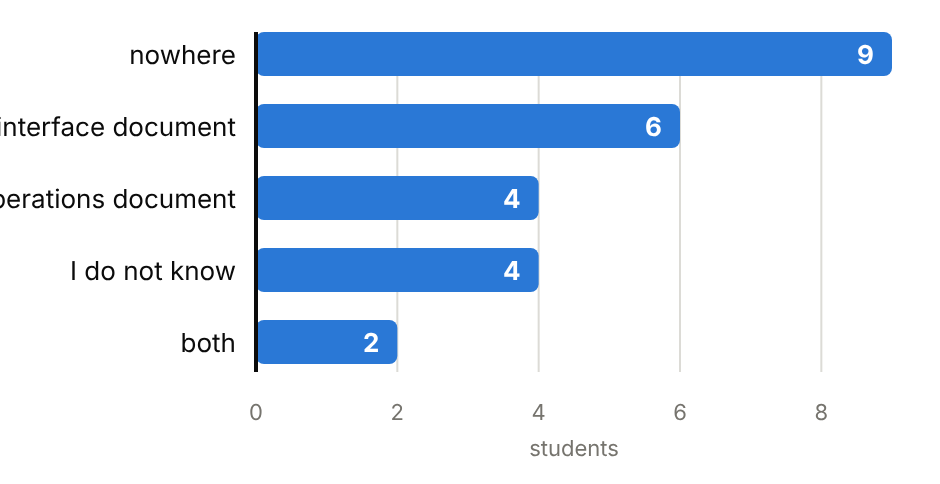 nowhere 9
interface document 6
perations document 4
I do not know 4
both 2
0 2 4 6 8
students